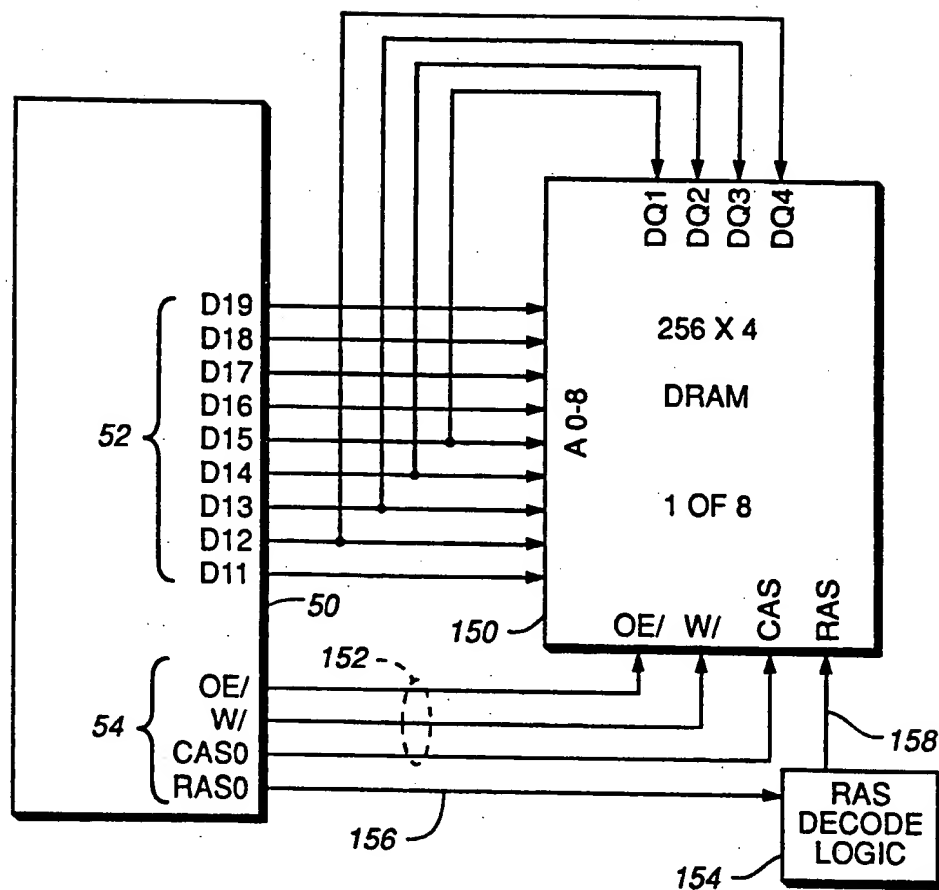 DQ1
DQ2
DQ3
DQ4
D19
D18
D17
D16
D15
D14
D13
D12
D11
52
256 X 4
DRAM
A 0-8
1 OF 8
50
150
OE/
W/
CAS
RAS
152
54
OE/
W/
CAS0
RAS0
156
158
RAS
DECODE
LOGIC
154